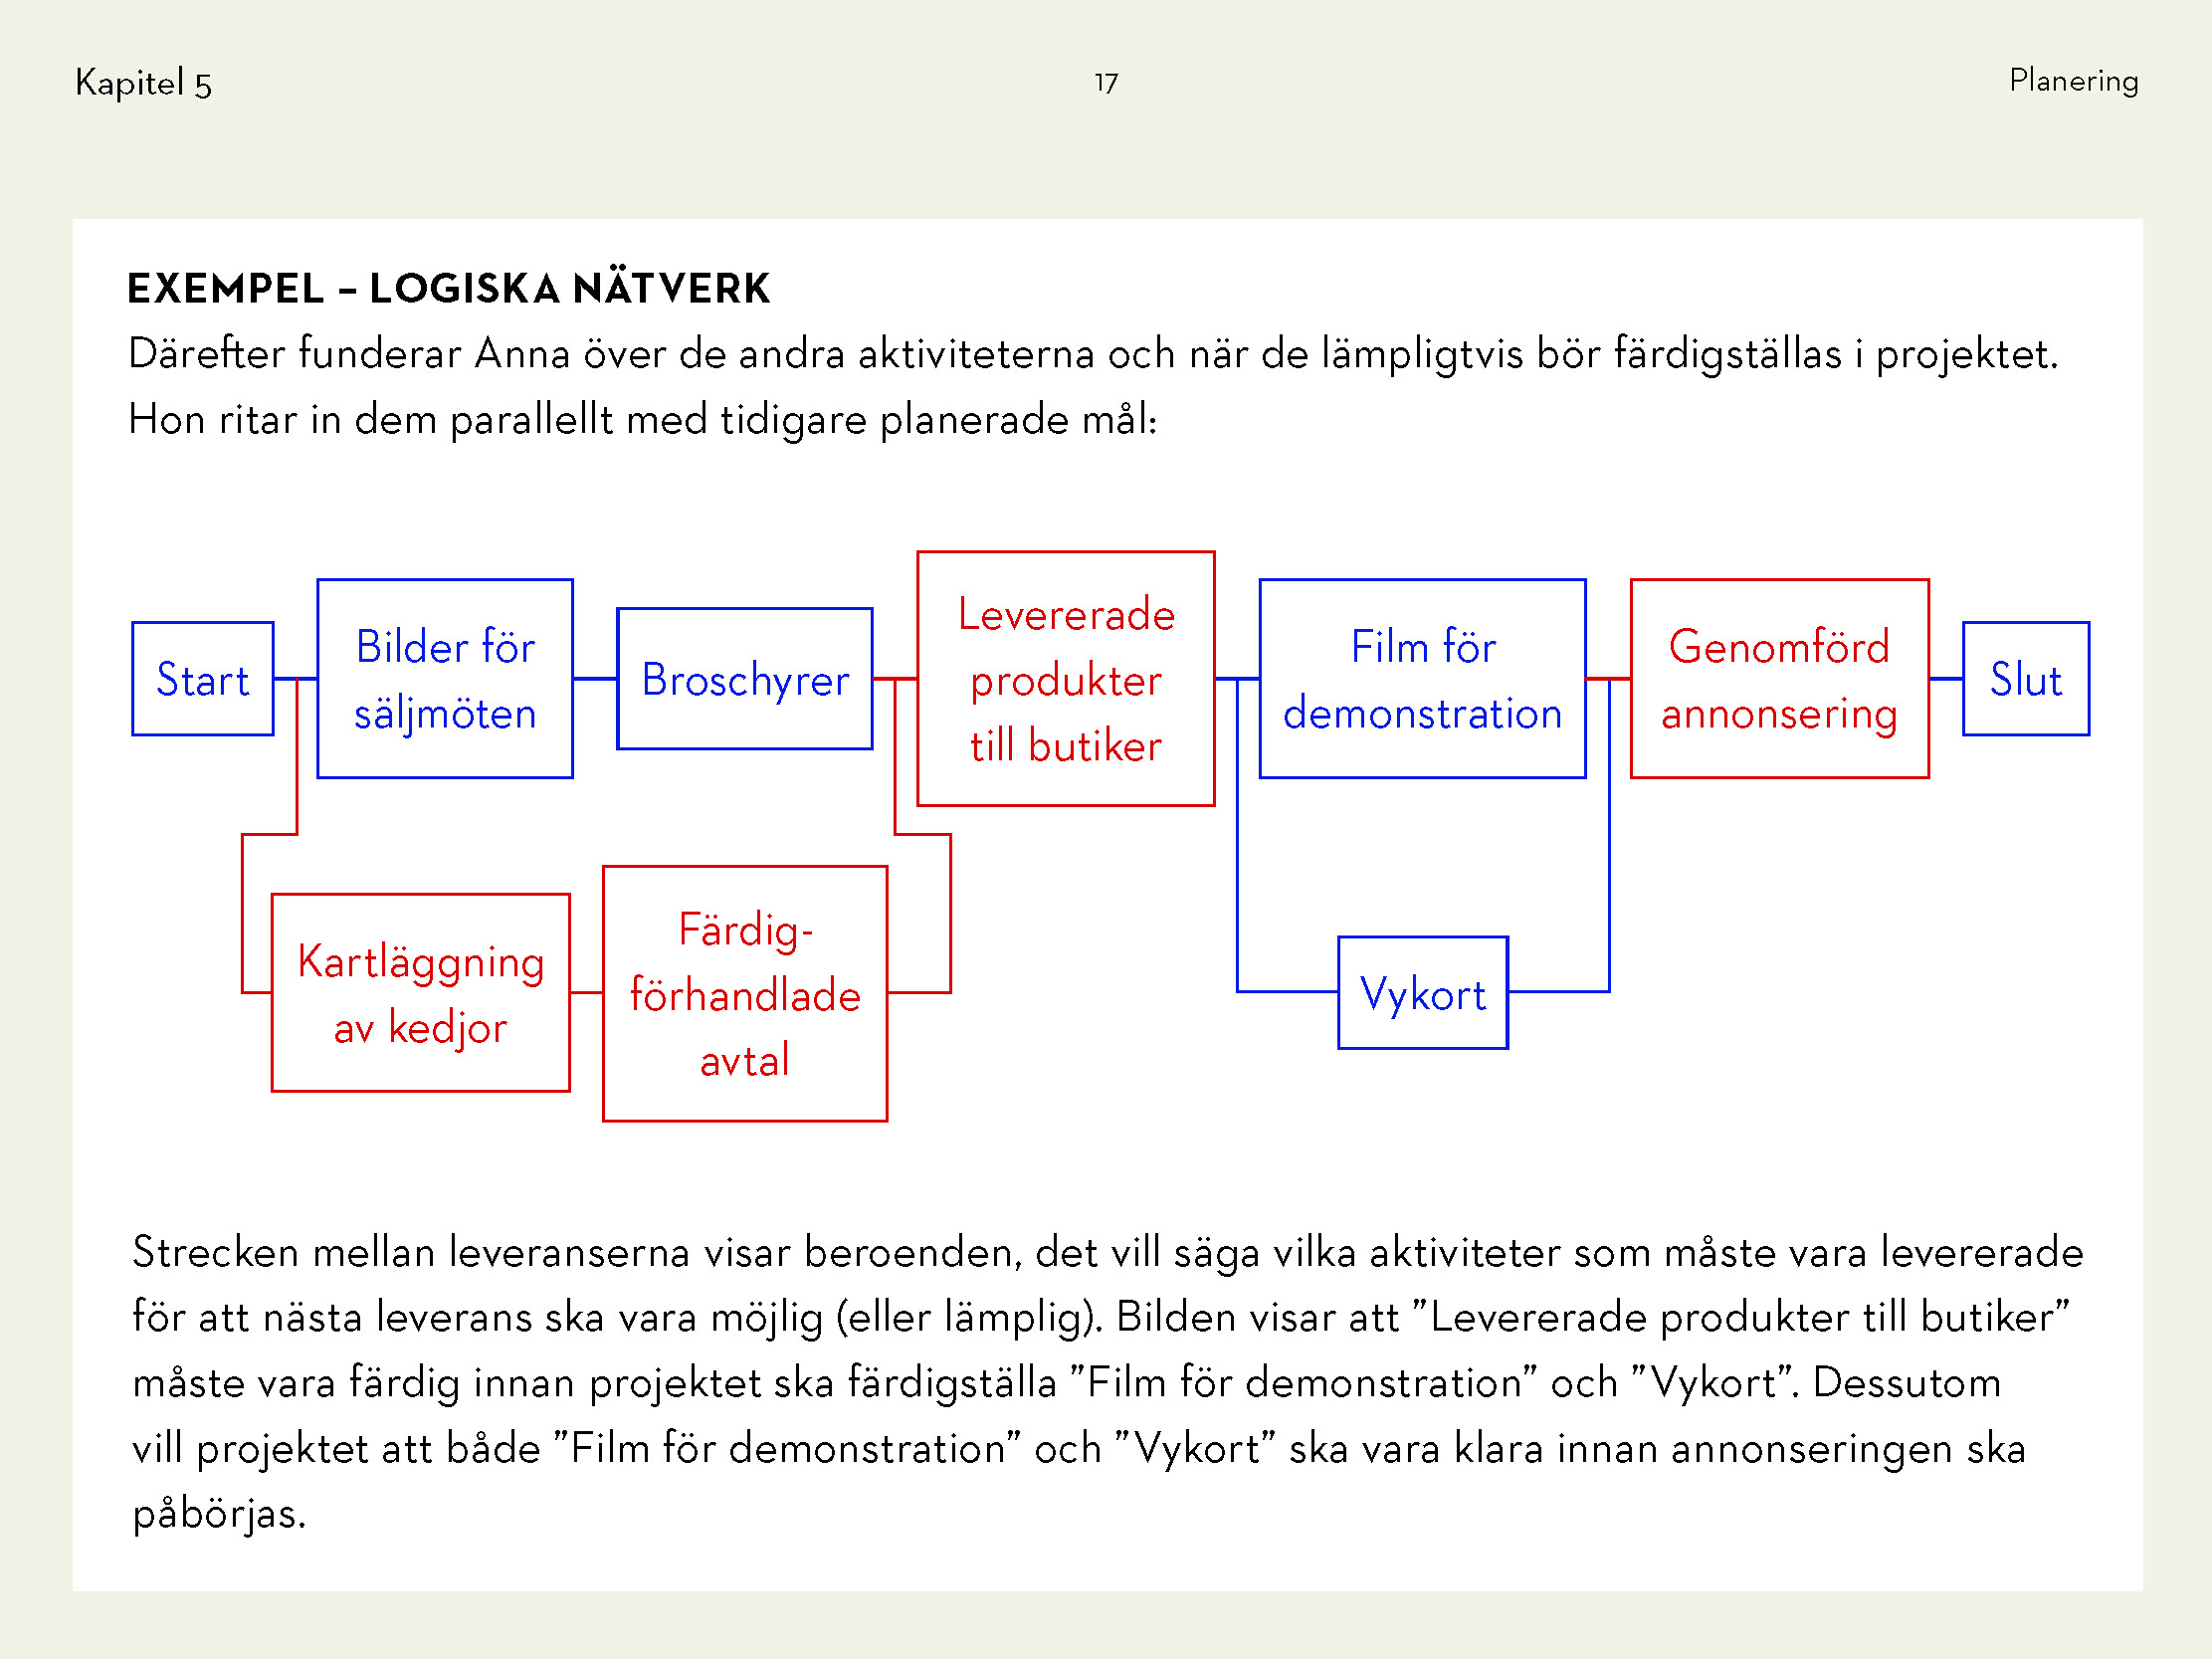 Kapitel 5
17
Planering
EXEMPEL – LOGISKA NÄTVERK
Därefter funderar Anna över de andra aktiviteterna och när de lämpligtvis bör färdigställas i projektet.
Hon ritar in dem parallellt med tidigare planerade mål:
Start
Bilder för
säljmöten
Broschyrer
Levererade
produkter
till butiker
Film för
demonstration
Genomförd
annonsering
Slut
Kartläggning
av kedjor
Färdig-
förhandlade
avtal
Vykort
Strecken mellan leveranserna visar beroenden, det vill säga vilka aktiviteter som måste vara levererade
för att nästa leverans ska vara möjlig (eller lämplig). Bilden visar att ”Levererade produkter till butiker”
måste vara färdig innan projektet ska färdigställa ”Film för demonstration” och ”Vykort”. Dessutom
vill projektet att både ”Film för demonstration” och ”Vykort” ska vara klara innan annonseringen ska
påbörjas.